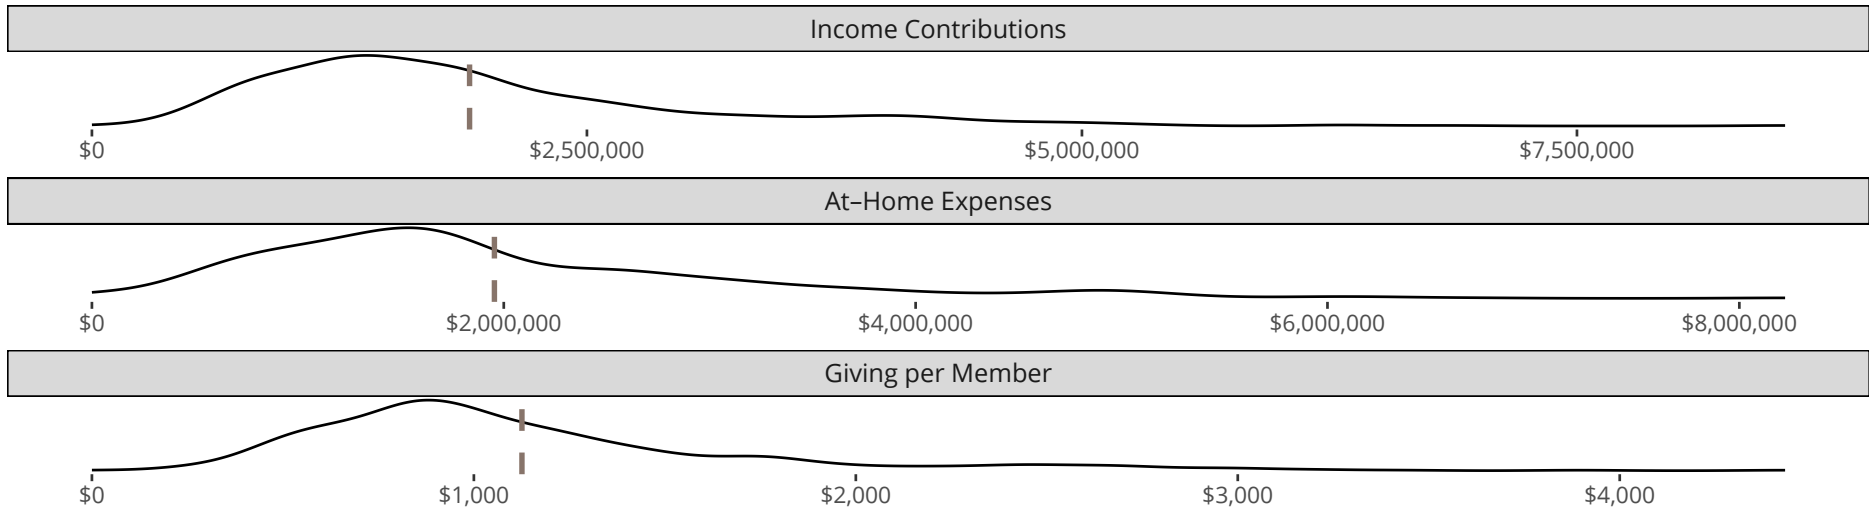 Income Contributions
$0 $2,500,000 $5,000,000 $7,500,000
At–Home Expenses
$0 $2,000,000 $4,000,000 $6,000,000 $8,000,000
Giving per Member
$0 $1,000 $2,000 $3,000 $4,000